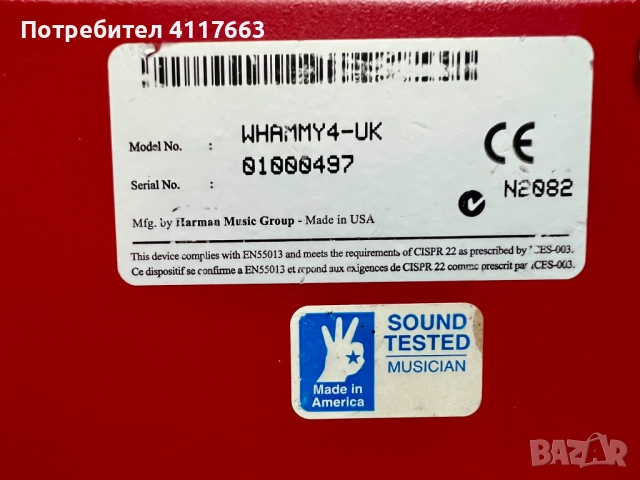 Потребител 4117663
Model No. : WHAMMY4-UK
Serial No. : 01000497
N2082
Mfg. by Harman Music Group - Made in USA
This device complies with EN55013 and meets the requirements of CISPR 22 as prescribed by ICES-003.
Ce dispositif se confirme a EN55013 et repond aux exigences de CISPR 22 comme prescrit par ICES-003.
SOUND
TESTED
MUSICIAN
Made in
America
BAZAR